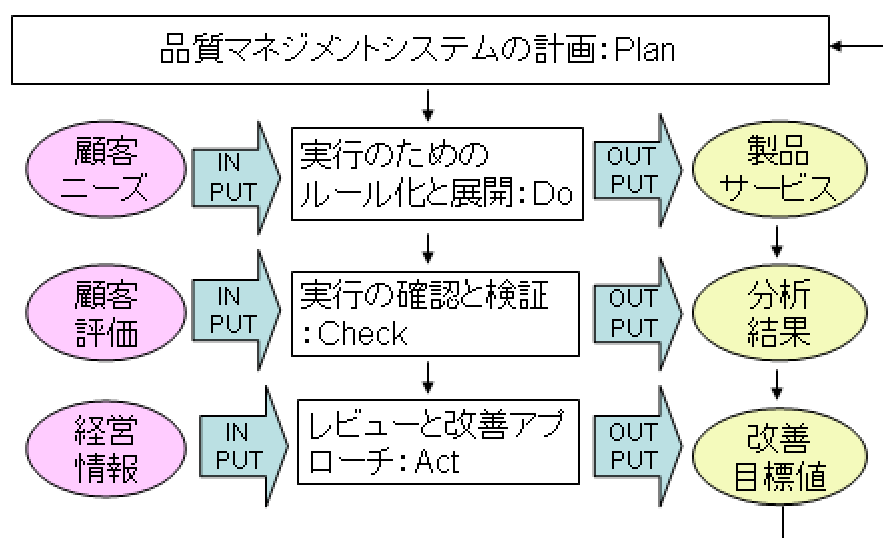 品質マネジメントシステムの計画：Plan
顧客
ニーズ
IN
PUT
実行のための
ルール化と展開：Do
OUT
PUT
製品
サービス
顧客
評価
IN
PUT
実行の確認と検証
：Check
OUT
PUT
分析
結果
経営
情報
IN
PUT
レビューと改善アプ
ローチ：Act
OUT
PUT
改善
目標値